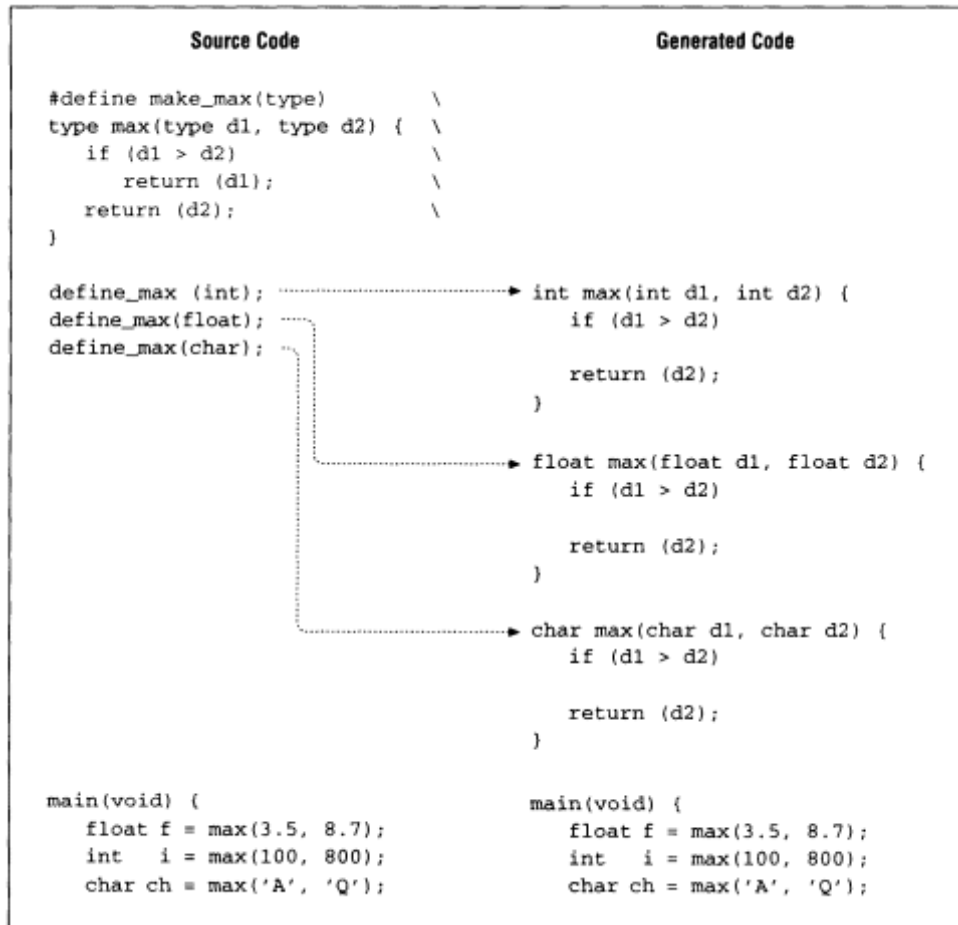 Source Code
#define make_max(type) \
type max(type d1, type d2) { \
if (d1 > d2) \
return (d1); \
return (d2); \
}
define_max (int);
define_max(float);
define_max(char);
main(void) {
float f = max(3.5, 8.7);
int i = max(100, 800);
char ch = max('A', 'Q');
Generated Code
int max(int d1, int d2) {
if (d1 > d2)
return (d2);
}
float max(float d1, float d2) {
if (d1 > d2)
return (d2);
}
char max(char d1, char d2) {
if (d1 > d2)
return (d2);
}
main(void) {
float f = max(3.5, 8.7);
int i = max(100, 800);
char ch = max('A', 'Q');